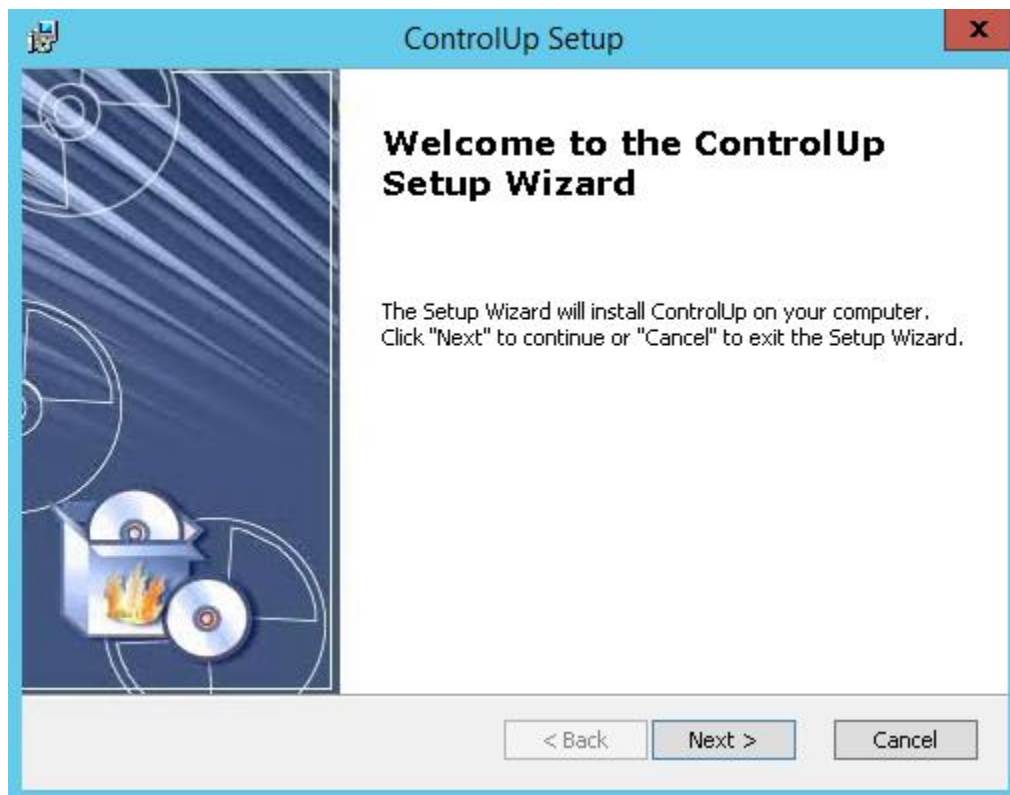 ControlUp Setup
x
Welcome to the ControlUp
Setup Wizard
The Setup Wizard will install ControlUp on your computer.
Click "Next" to continue or "Cancel" to exit the Setup Wizard.
< Back Next > Cancel